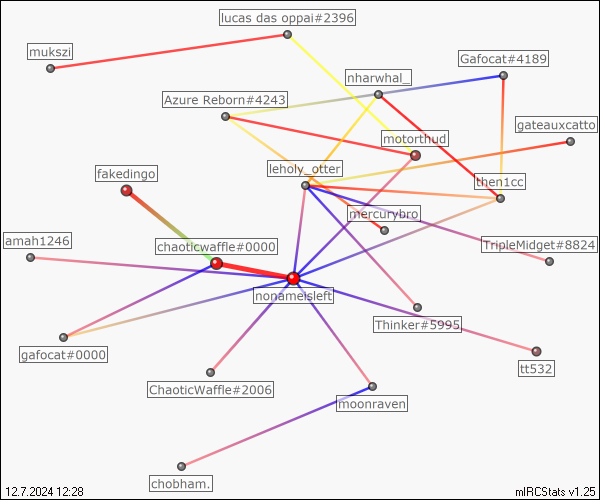 lucas das oppai#2396
mukszi
Gafocat#4189
nharwhal_
Azure Reborn#4243
gateauxcatto
motorthud
leholy_otter
fakedingo
then1cc
mercurybro
amah1246
chaoticwaffle#0000
TripleMidget#8824
nonameisleft
Thinker#5995
gafocat#0000
tt532
ChaoticWaffle#2006
moonraven
chobham.
12.7.2024 12:28
mIRCStats v1.25